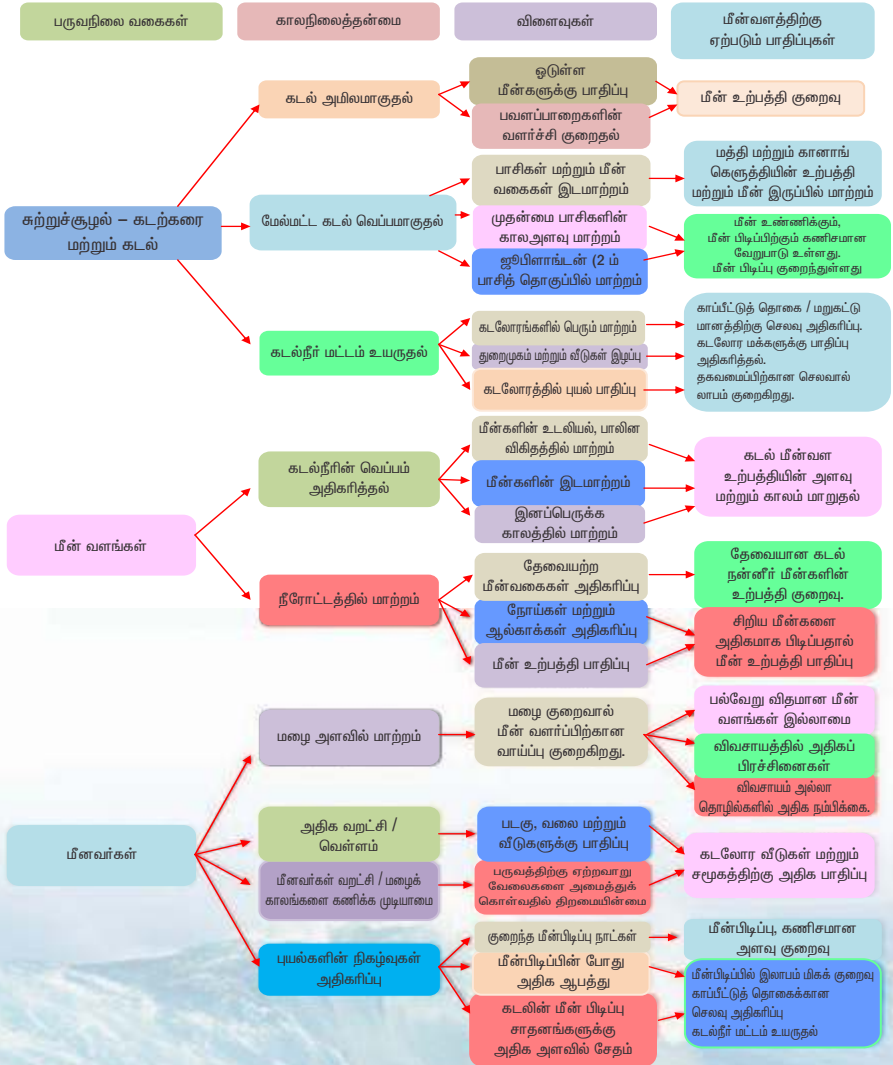 பருவநிலை வகைகள்
காலநிலைத்தன்மை
விளைவுகள்
மீன்வளத்திற்கு
ஏற்படும் பாதிப்புகள்
சுற்றுச்சூழல் – கடற்கரை
மற்றும் கடல்
கடல் அமிலமாகுதல்
ஓடுள்ள
மீன்களுக்கு பாதிப்பு
பவளப்பாறைகளின்
வளர்ச்சி குறைதல்
மீன் உற்பத்தி குறைவு
மேல்மட்ட கடல் வெப்பமாகுதல்
பாசிகள் மற்றும் மீன்
வகைகள் இடமாற்றம்
முதன்மை பாசிகளின்
காலஅளவு மாற்றம்
ஜூபிளாங்டன் (2 ம்
பாசித் தொகுப்பில் மாற்றம்
மத்தி மற்றும் கானாங்
கெளுத்தியின் உற்பத்தி
மற்றும் மீன் இருப்பில் மாற்றம்
மீன் உண்ணிக்கும்,
மீன் பிடிப்பிற்கும் கணிசமான
வேறுபாடு உள்ளது.
மீன் பிடிப்பு குறைந்துள்ளது
கடல்நீர் மட்டம் உயருதல்
கடலோரங்களில் பெரும் மாற்றம்
துறைமுகம் மற்றும் வீடுகள் இழப்பு
கடலோரத்தில் புயல் பாதிப்பு
காப்பீட்டுத் தொகை / மறுகட்டு
மானத்திற்கு செலவு அதிகரிப்பு.
கடலோர மக்களுக்கு பாதிப்பு
அதிகரித்தல்.
தகவமைப்பிற்கான செலவால்
லாபம் குறைகிறது.
மீன் வளங்கள்
கடல்நீரின் வெப்பம்
அதிகரித்தல்
மீன்களின் உடலியல், பாலின
விகிதத்தில் மாற்றம்
மீன்களின் இடமாற்றம்
இனப்பெருக்க
காலத்தில் மாற்றம்
கடல் மீன்வள
உற்பத்தியின் அளவு
மற்றும் காலம் மாறுதல்
நீரோட்டத்தில் மாற்றம்
தேவையற்ற
மீன்வகைகள் அதிகரிப்பு
நோய்கள் மற்றும்
ஆல்காக்கள் அதிகரிப்பு
மீன் உற்பத்தி பாதிப்பு
தேவையான கடல்
நன்னீர் மீன்களின்
உற்பத்தி குறைவு.
சிறிய மீன்களை
அதிகமாக பிடிப்பதால்
மீன் உற்பத்தி பாதிப்பு
மீனவர்கள்
மழை அளவில் மாற்றம்
மழை குறைவால்
மீன் வளர்ப்பிற்கான
வாய்ப்பு குறைகிறது.
பல்வேறு விதமான மீன்
வளங்கள் இல்லாமை
விவசாயத்தில் அதிகப்
பிரச்சினைகள்
விவசாயம் அல்லா
தொழில்களில் அதிக நம்பிக்கை.
அதிக வறட்சி /
வெள்ளம்
படகு, வலை மற்றும்
வீடுகளுக்கு பாதிப்பு
மீனவர்கள் வறட்சி / மழைக்
காலங்களை கணிக்க முடியாமை
பருவத்திற்கு ஏற்றவாறு
வேலைகளை அமைத்துக்
கொள்வதில் திறமையின்மை
கடலோர வீடுகள் மற்றும்
சமூகத்திற்கு அதிக பாதிப்பு
புயல்களின் நிகழ்வுகள்
அதிகரிப்பு
குறைந்த மீன்பிடிப்பு நாட்கள்
மீன்பிடிப்பின் போது
அதிக ஆபத்து
கடலின் மீன் பிடிப்பு
சாதனங்களுக்கு
அதிக அளவில் சேதம்
மீன்பிடிப்பு, கணிசமான
அளவு குறைவு
மீன்பிடிப்பில் இலாபம் மிகக் குறைவு
காப்பீட்டுத் தொகைக்கான
செலவு அதிகரிப்பு
கடல்நீர் மட்டம் உயருதல்